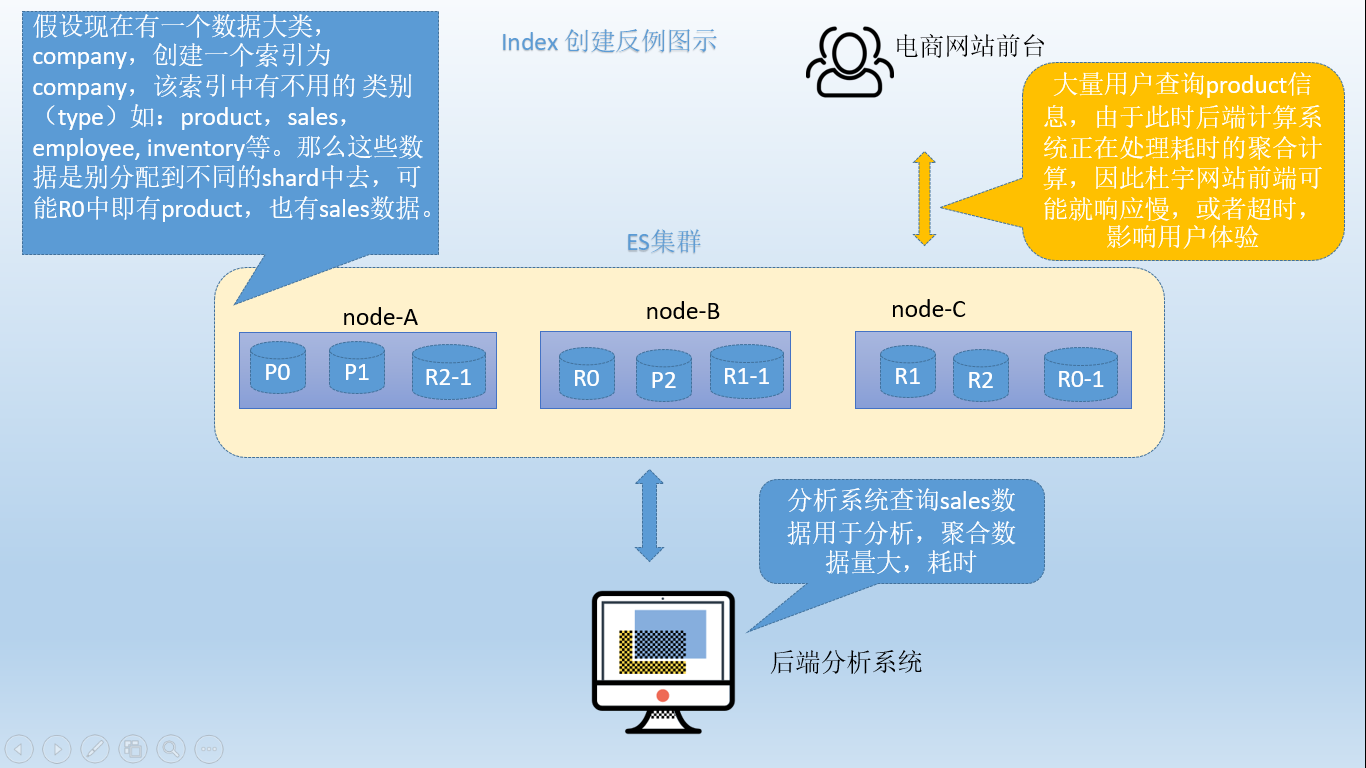 假设现在有一个数据大类，
company，创建一个索引为
company，该索引中有不用的 类别
（type）如：product，sales，
employee, inventory等。那么这些数
据是别分配到不同的shard中去，可
能R0中即有product，也有sales数据。
Index 创建反例图示
电商网站前台
大量用户查询product信
息，由于此时后端计算系
统正在处理耗时的聚合计
算，因此杜字网站前端可
能就响应慢，或者超时，
影响用户体验
ES集群
node-A
node-B
node-C
P0
P1
R2-1
R0
P2
R1-1
R1
R2
R0-1
分析系统查询sales数
据用于分析，聚合数
据量大，耗时
后端分析系统